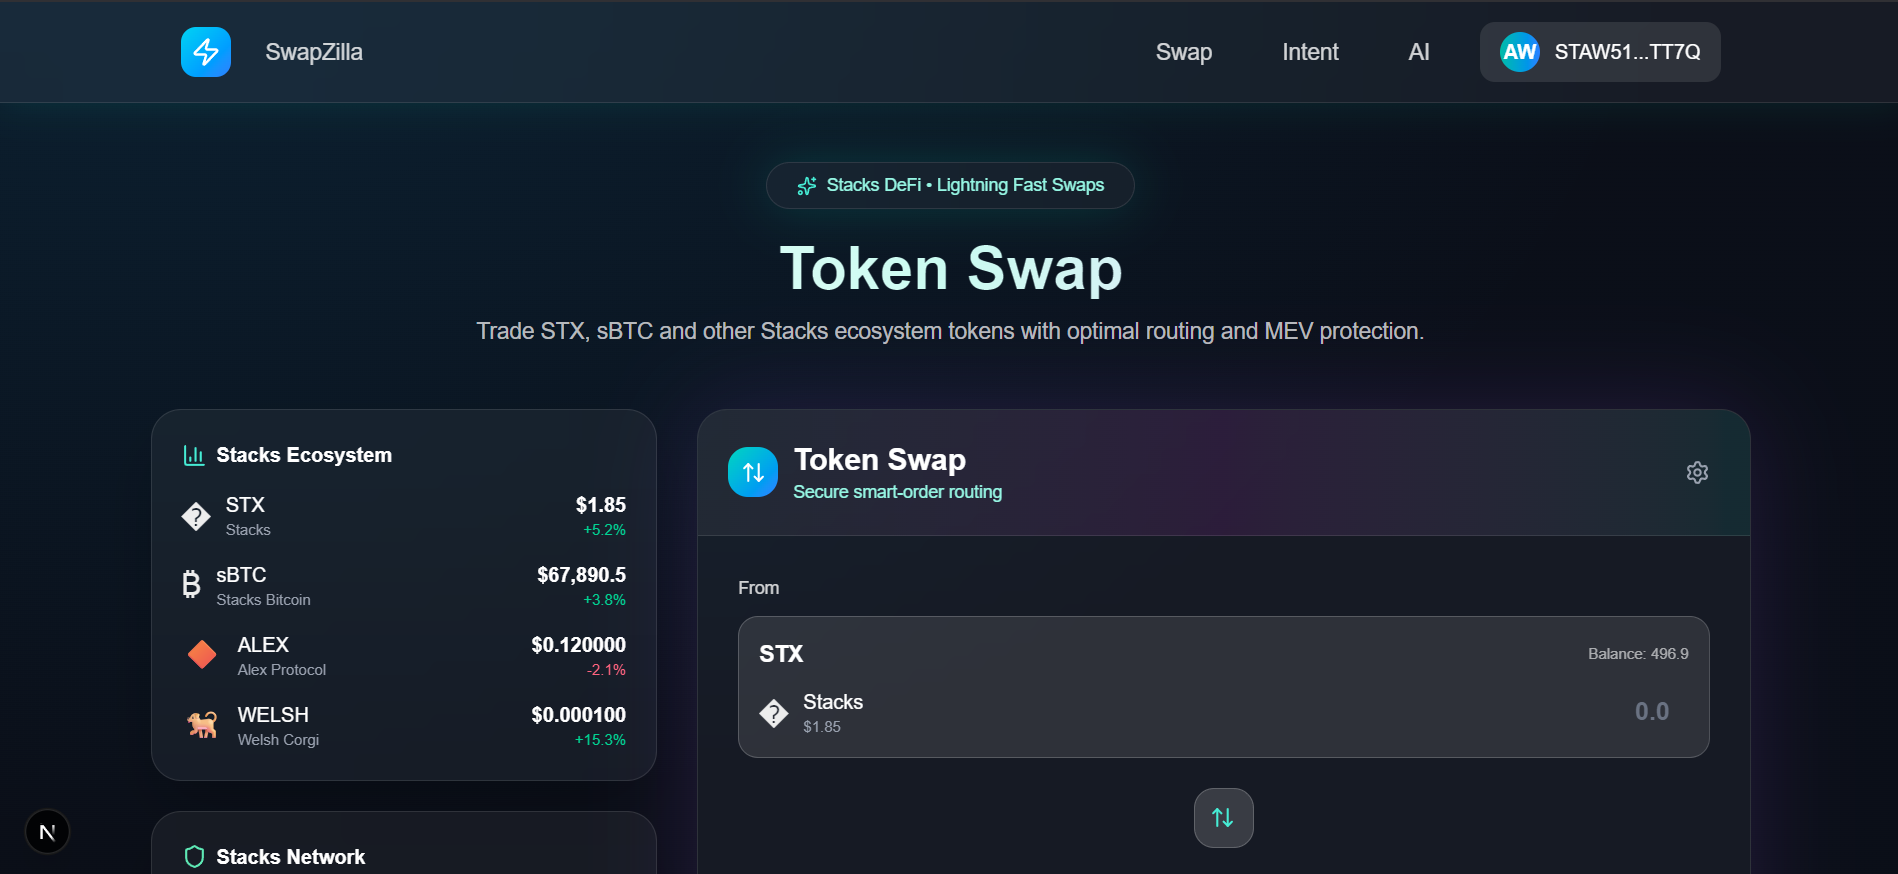 SwapZilla
Swap
Intent
AI
AW
STAW51...TT7Q
Stacks DeFi • Lightning Fast Swaps
Token Swap
Trade STX, sBTC and other Stacks ecosystem tokens with optimal routing and MEV protection.
Stacks Ecosystem
STX
$1.85
Stacks
+5.2%
₿
sBTC
$67,890.5
Stacks Bitcoin
+3.8%
ALEX
$0.120000
Alex Protocol
-2.1%
WELSH
$0.000100
Welsh Corgi
+15.3%
Stacks Network
Token Swap
Secure smart-order routing
From
STX
Balance: 496.9
Stacks
$1.85
0.0
N